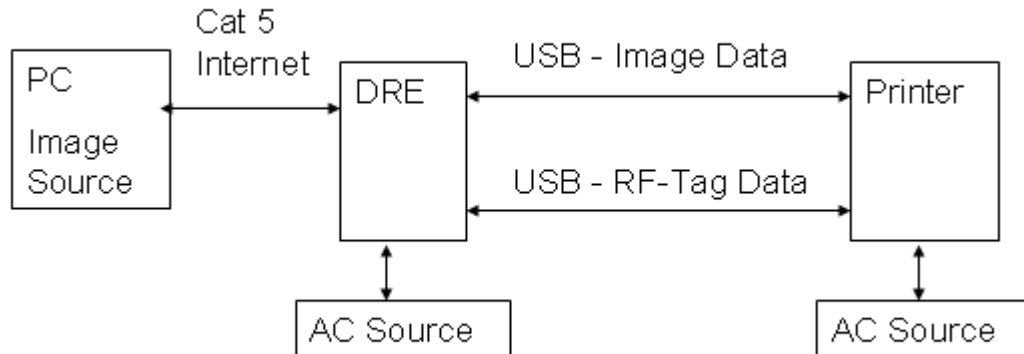 Cat 5
Internet
PC
Image
Source
DRE
USB - Image Data
USB - RF-Tag Data
Printer
AC Source
AC Source